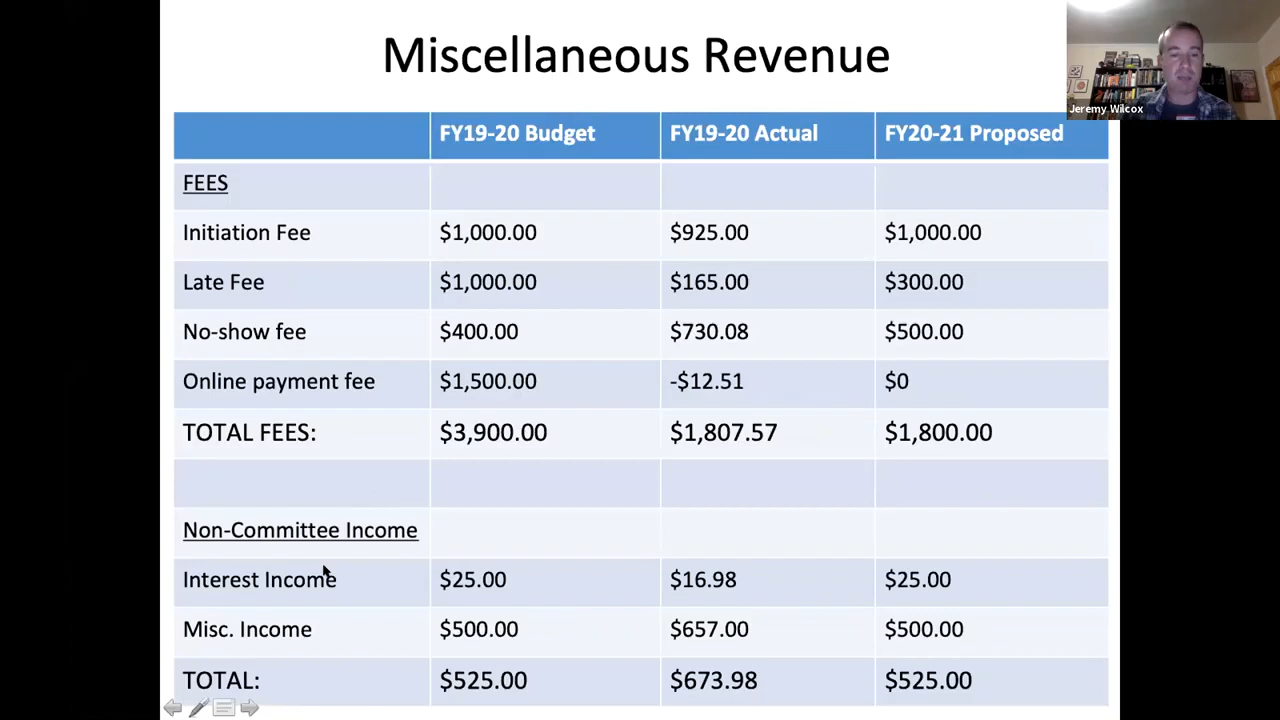 Miscellaneous Revenue
Jeremy Wilcox
FY19-20 Budget FY19-20 Actual FY20-21 Proposed
FEES
Initiation Fee $1,000.00 $925.00 $1,000.00
Late Fee $1,000.00 $165.00 $300.00
No-show fee $400.00 $730.08 $500.00
Online payment fee $1,500.00 -$12.51 $0
TOTAL FEES: $3,900.00 $1,807.57 $1,800.00
Non-Committee Income
Interest Income $25.00 $16.98 $25.00
Misc. Income $500.00 $657.00 $500.00
TOTAL: $525.00 $673.98 $525.00